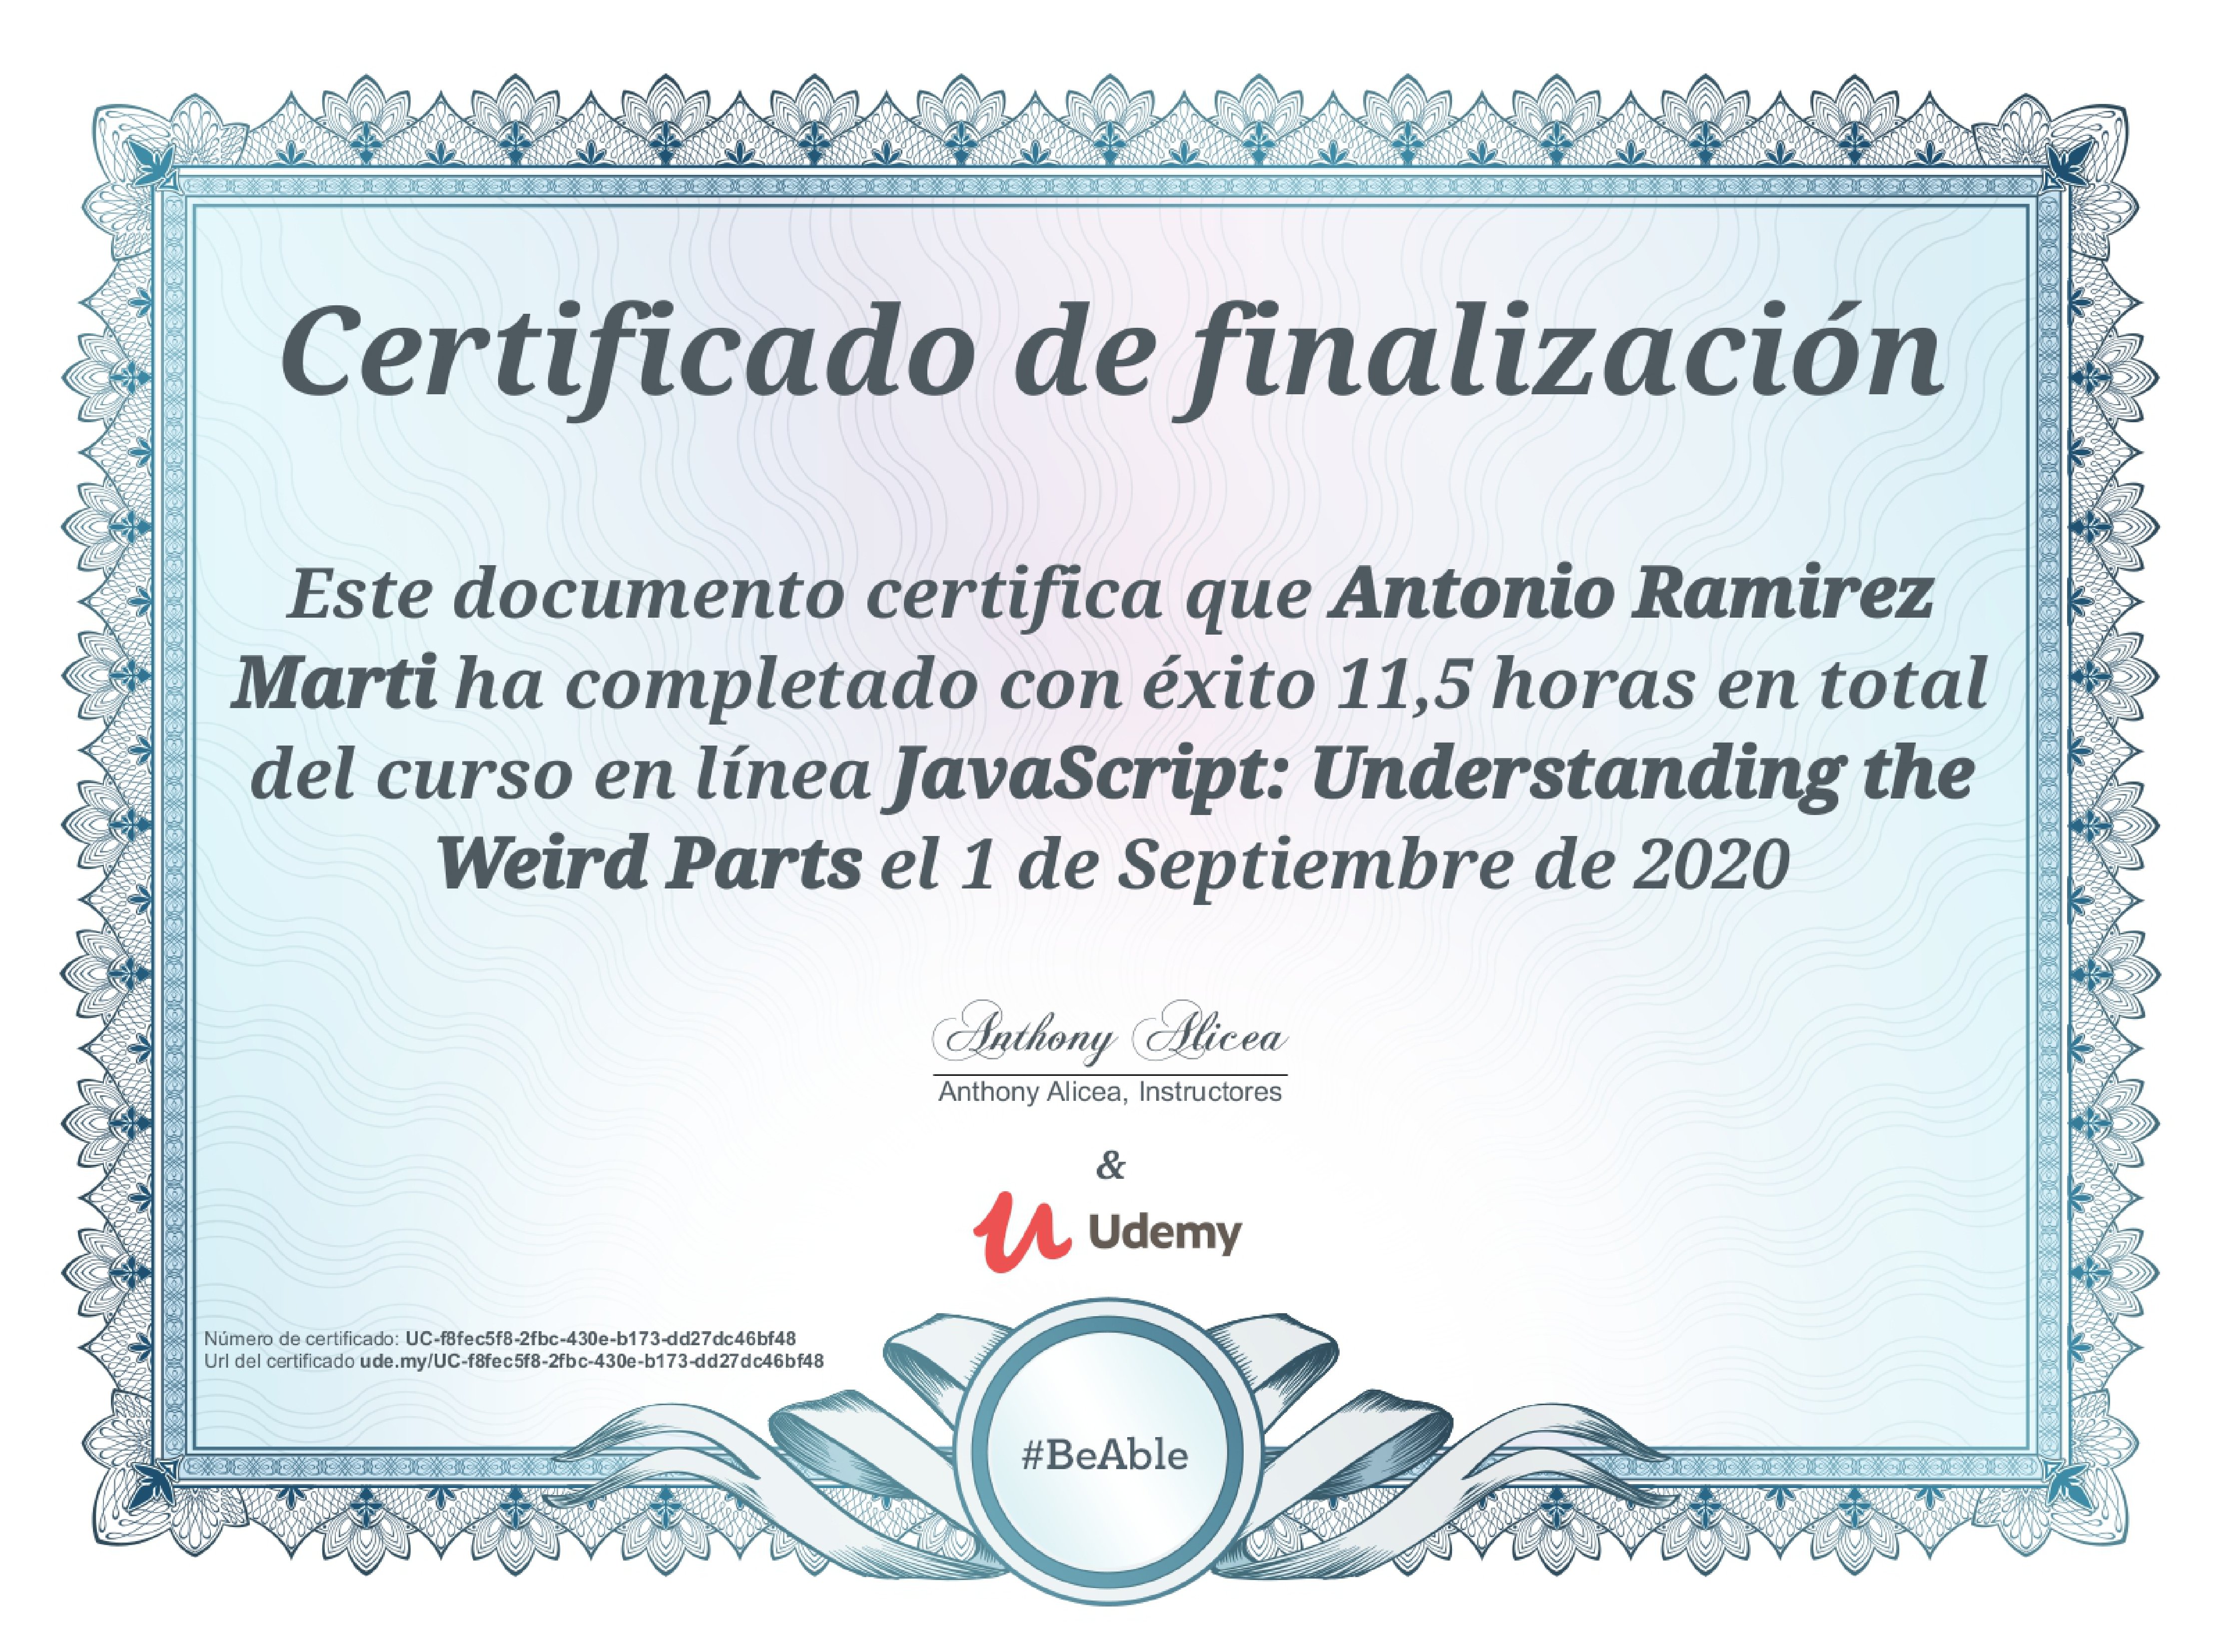 Certificado de finalización
Este documento certifica que Antonio Ramirez
Marti ha completado con éxito 11,5 horas en total
del curso en línea JavaScript: Understanding the
Weird Parts el 1 de Septiembre de 2020
Anthony Alicea
Anthony Alicea, Instructores
&
Udemy
Número de certificado: UC-f8fec5f8-2fbc-430e-b173-dd27dc46bf48
Url del certificado ude.my/UC-f8fec5f8-2fbc-430e-b173-dd27dc46bf48
#BeAble